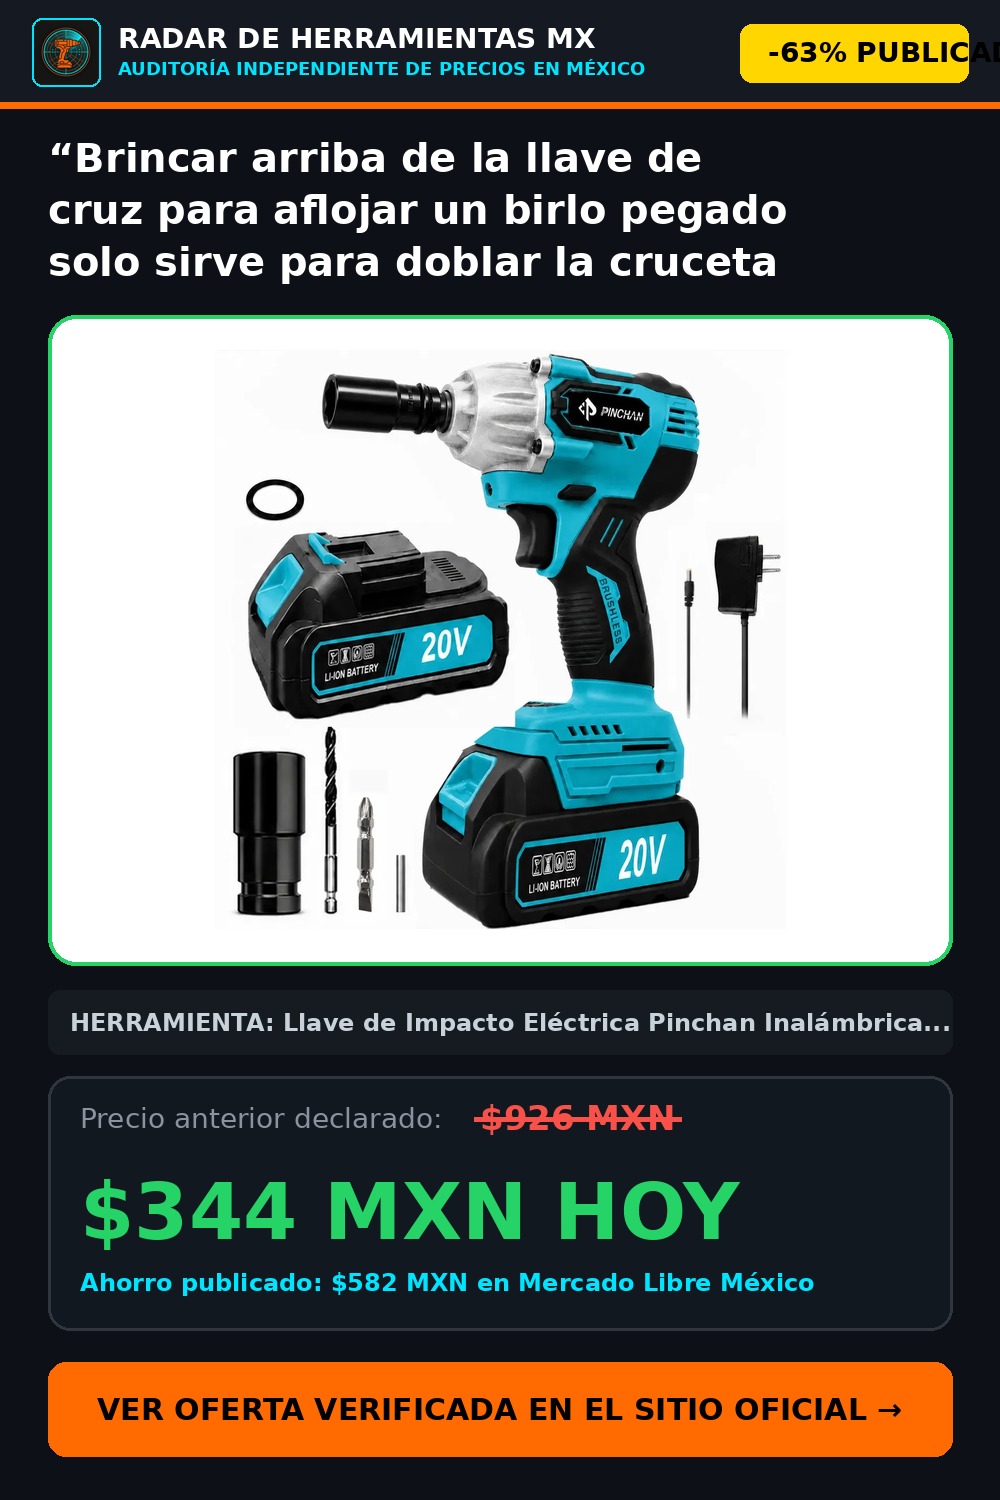 RADAR DE HERRAMIENTAS MX
AUDITORÍA INDEPENDIENTE DE PRECIOS EN MÉXICO
-63% PUBLICA
“Brincar arriba de la llave de
cruz para aflojar un birlo pegado
solo sirve para doblar la cruceta
PINCHAN
BRUSHLESS
20V
LI-ION BATTERY
20V
LI-ION BATTERY
HERRAMIENTA: Llave de Impacto Eléctrica Pinchan Inalámbrica...
Precio anterior declarado: $926 MXN
$344 MXN HOY
Ahorro publicado: $582 MXN en Mercado Libre México
VER OFERTA VERIFICADA EN EL SITIO OFICIAL →